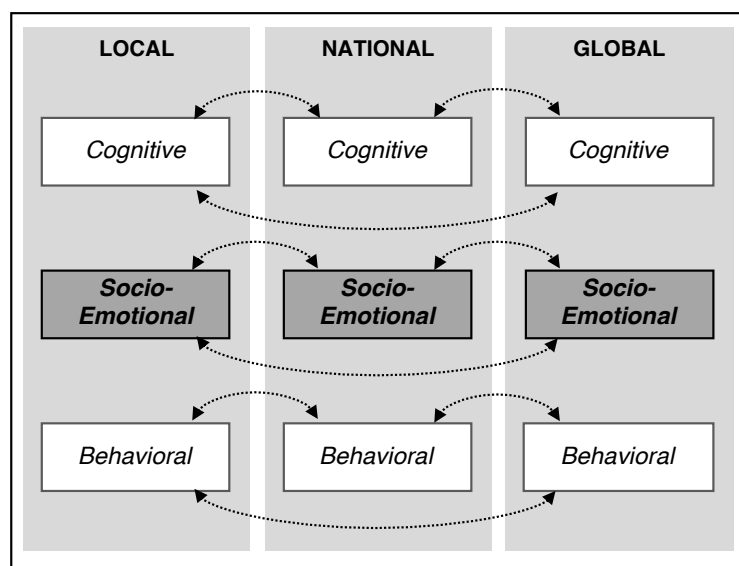 LOCAL NATIONAL GLOBAL
Cognitive Cognitive Cognitive
Socio- Socio- Socio-
Emotional Emotional Emotional
Behavioral Behavioral Behavioral